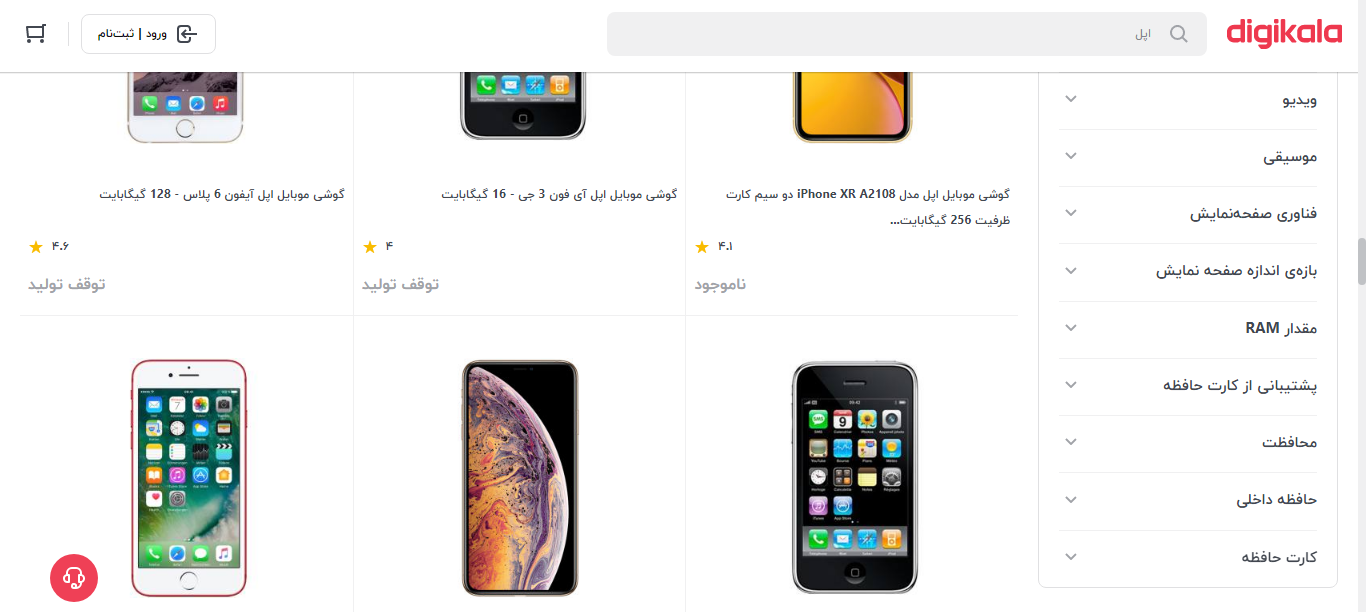 digikala
اپل
ورود | ثبت‌نام
ویدیو
موسیقی
فناوری صفحه‌نمایش
بازه‌ی اندازه صفحه نمایش
مقدار RAM
پشتیبانی از کارت حافظه
محافظت
حافظه داخلی
کارت حافظه
گوشی موبایل اپل مدل iPhone XR A2108 دو سیم کارت
ظرفیت 256 گیگابایت...
۴.۱
ناموجود
گوشی موبایل اپل آی فون 3 جی - 16 گیگابایت
۴
توقف تولید
گوشی موبایل اپل آیفون 6 پلاس - 128 گیگابایت
۴.۶
توقف تولید